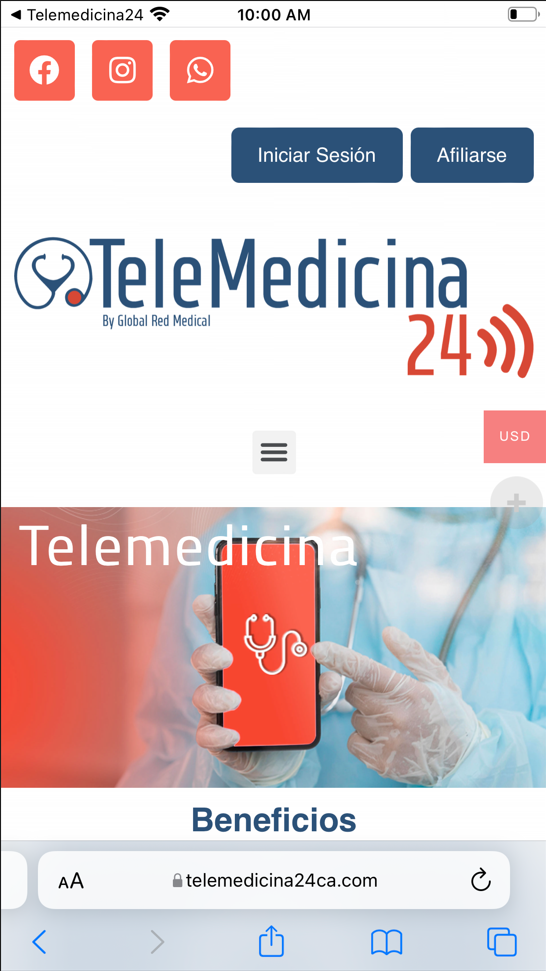 Telemedicina24
10:00 AM
Iniciar Sesión
Afiliarse
TeleMedicina
By Global Red Medical
24
USD
Telemedicina
Beneficios
AA
telemedicina24ca.com